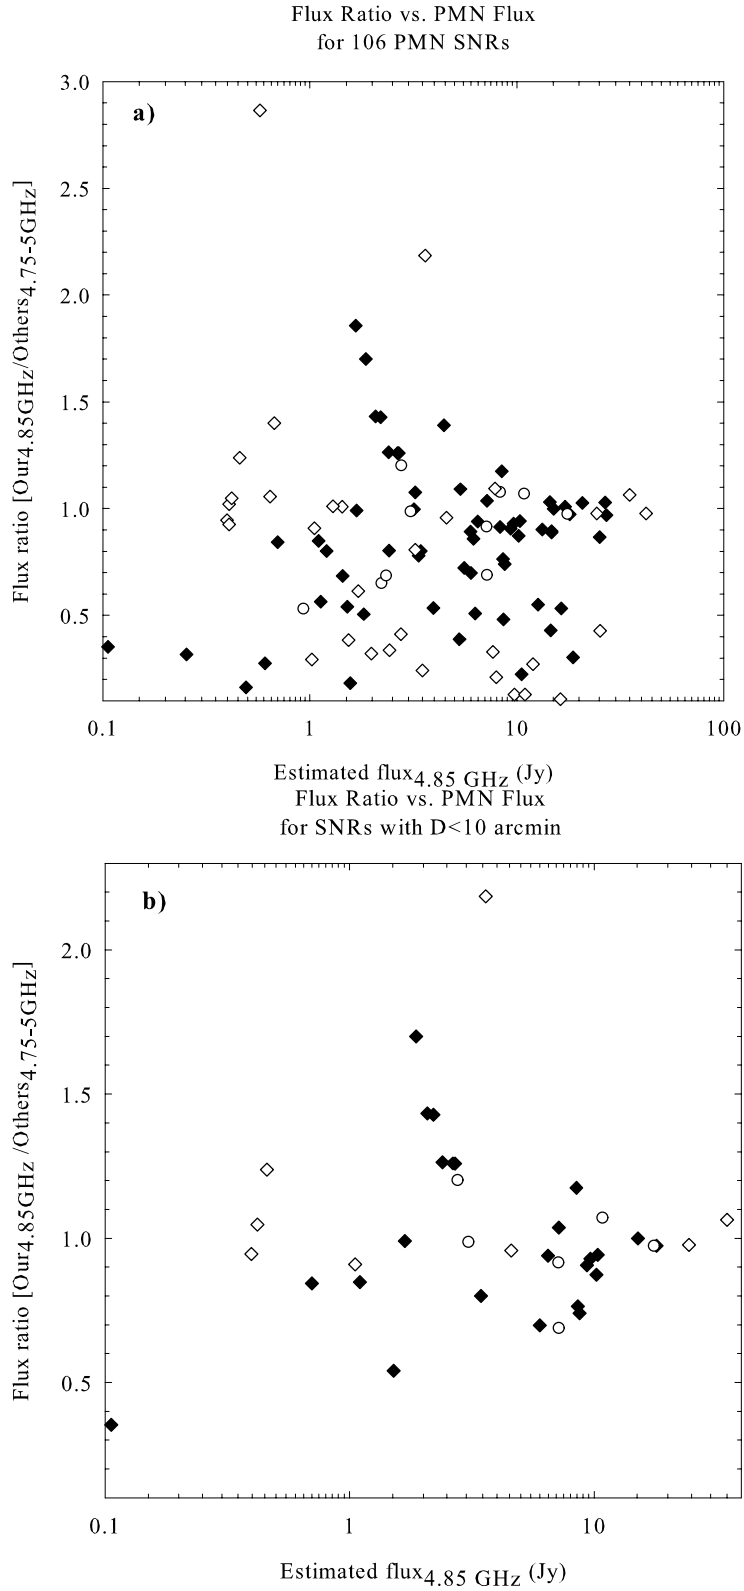 Flux Ratio vs. PMN Flux
for 106 PMN SNRs
a)
3.0
2.5
2.0
1.5
1.0
0.5
Flux ratio [Our4.85GHz/Others4.75-5GHz]
0.1 1 10 100
Estimated flux4.85 GHz (Jy)
Flux Ratio vs. PMN Flux
for SNRs with D<10 arcmin
b)
2.0
1.5
1.0
0.5
Flux ratio [Our4.85GHz /Others4.75-5GHz]
0.1 1 10
Estimated flux4.85 GHz (Jy)